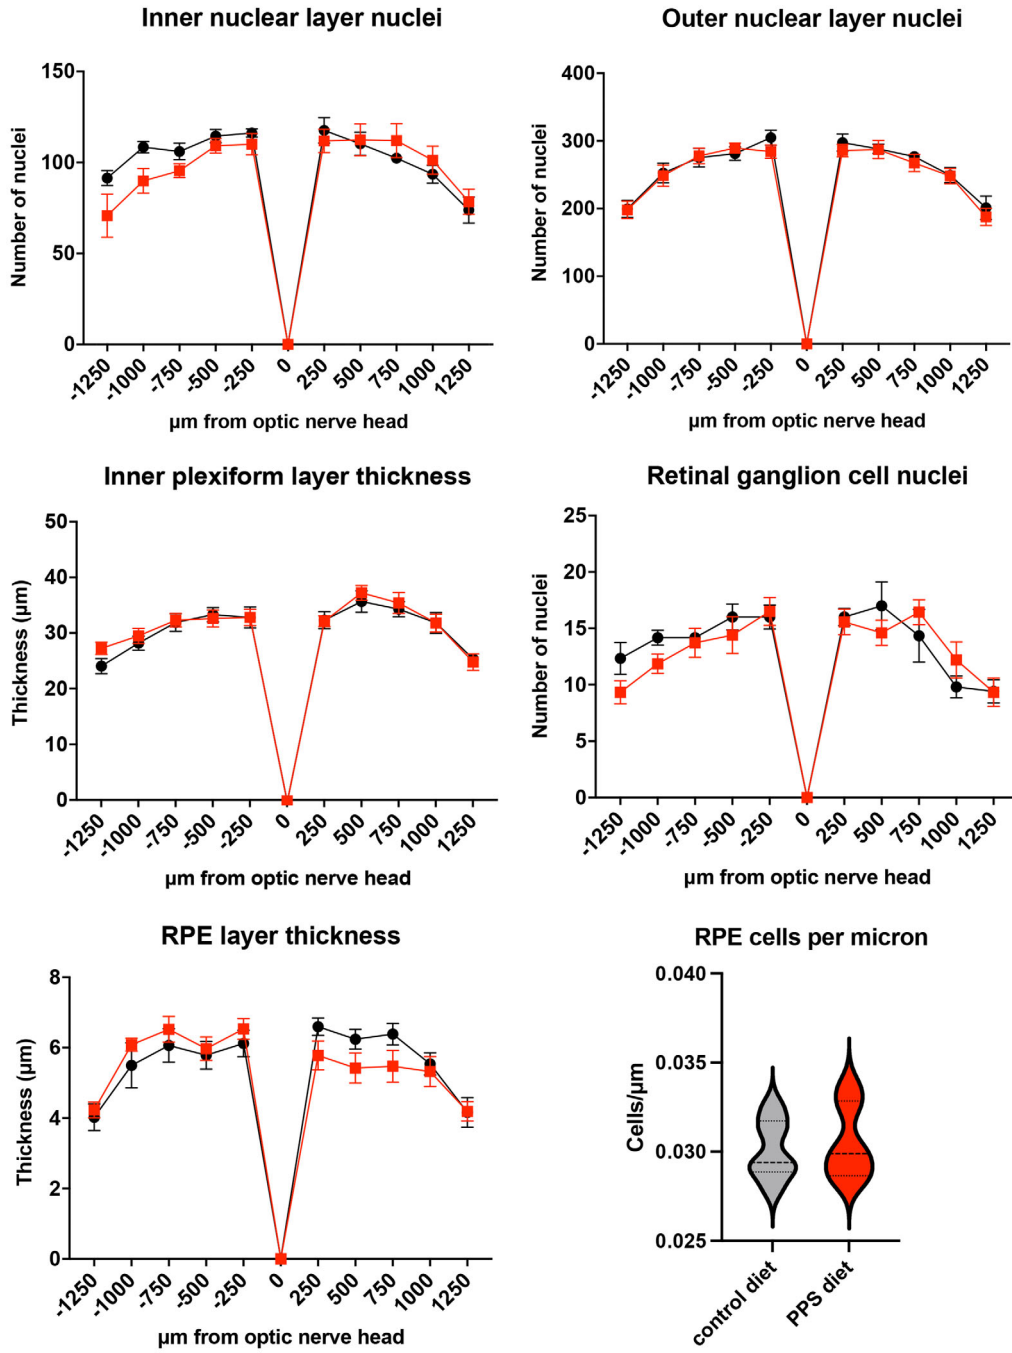 Inner nuclear layer nuclei
Number of nuclei
150
100
50
0
-1250 -1000 -750 -500 -250 0 250 500 750 1000 1250
µm from optic nerve head
Outer nuclear layer nuclei
Number of nuclei
400
300
200
100
0
-1250 -1000 -750 -500 -250 0 250 500 750 1000 1250
µm from optic nerve head
Inner plexiform layer thickness
Thickness (µm)
50
40
30
20
10
0
-1250 -1000 -750 -500 -250 0 250 500 750 1000 1250
µm from optic nerve head
Retinal ganglion cell nuclei
Number of nuclei
25
20
15
10
5
0
-1250 -1000 -750 -500 -250 0 250 500 750 1000 1250
µm from optic nerve head
RPE layer thickness
Thickness (µm)
8
6
4
2
0
-1250 -1000 -750 -500 -250 0 250 500 750 1000 1250
µm from optic nerve head
RPE cells per micron
Cells/µm
0.040
0.035
0.030
0.025
control diet
PPS diet